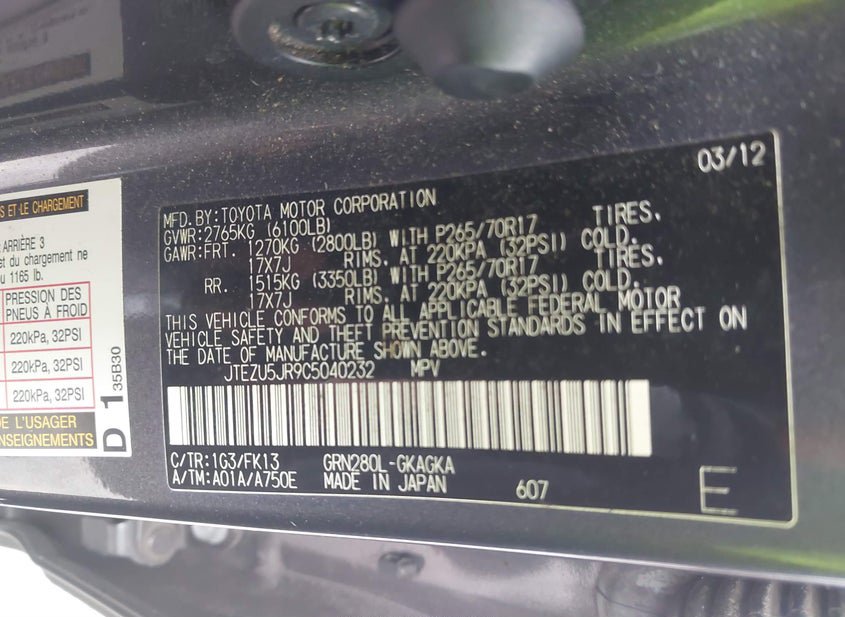 S ET LE CHARGEMENT
ARRIÈRE 3
et du chargement ne
u 1165 lb.
PRESSION DES
PNEUS À FROID
220kPa, 32PSI
220kPa, 32PSI
220kPa, 32PSI
E L'USAGER
ENSEIGNEMENTS
D 1 35B30
03/12
MFD. BY:TOYOTA MOTOR CORPORATION
GVWR:2765KG (6100LB)
GAWR:FRT. 1270KG (2800LB) WITH P265/70R17 TIRES.
17X7J RIMS. AT 220KPA (32PSI) COLD.
RR. 1515KG (3350LB) WITH P265/70R17 TIRES.
17X7J RIMS. AT 220KPA (32PSI) COLD.
THIS VEHICLE CONFORMS TO ALL APPLICABLE FEDERAL MOTOR
VEHICLE SAFETY AND THEFT PREVENTION STANDARDS IN EFFECT ON
THE DATE OF MANUFACTURE SHOWN ABOVE.
JTEZU5JR9C5040232 MPV
C/TR:1G3/FK13 GRN280L-GKAGKA
A/TM:A01A/A750E MADE IN JAPAN 607 E